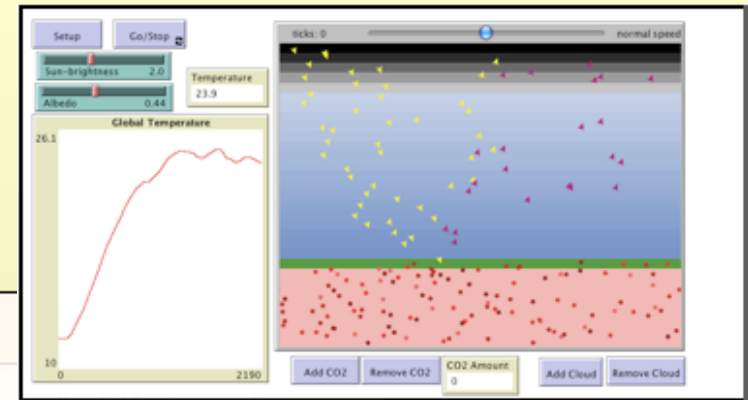 Setup
Go/Stop
ticks: 0
normal speed
Sun-brightness 2.0
Albedo 0.44
Temperature
23.9
Global Temperature
26.1
10
0
2190
Add CO2
Remove CO2
CO2 Amount
0
Add Cloud
Remove Cloud